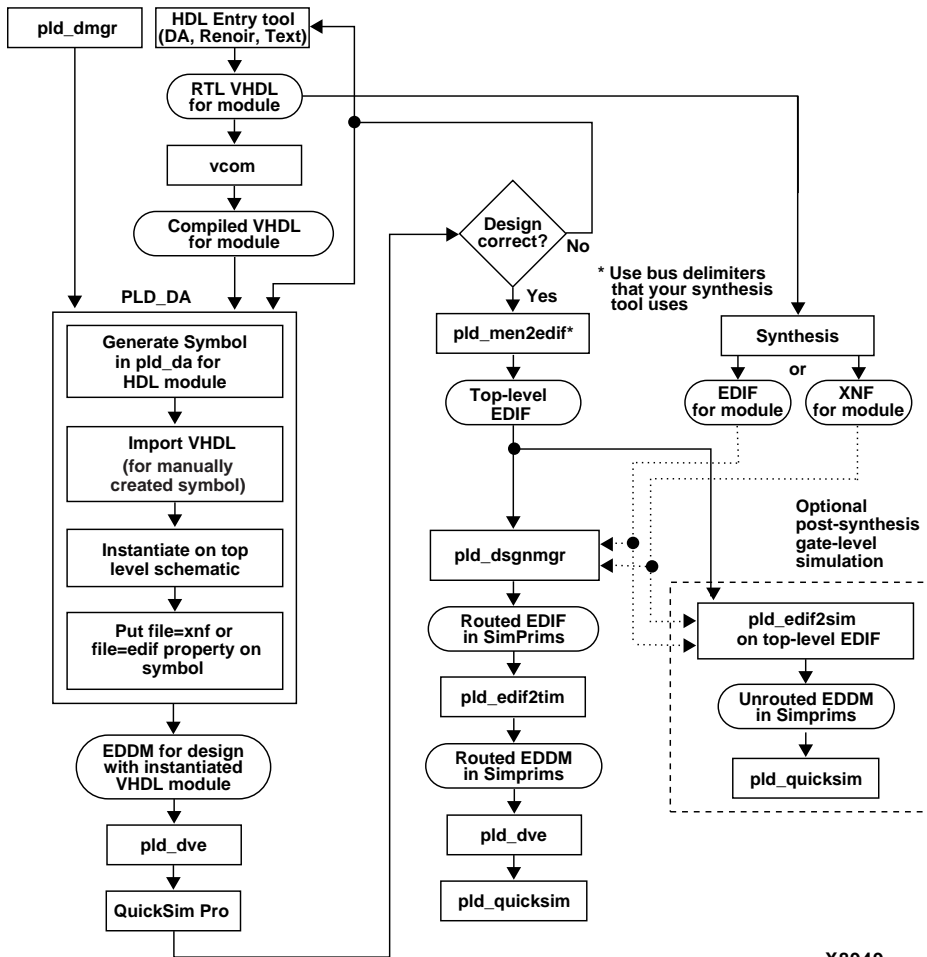 pld_dmgr
HDL Entry tool
(DA, Renoir, Text)
RTL VHDL
for module
vcom
Compiled VHDL
for module
PLD_DA
Generate Symbol
in pld_da for
HDL module
Import VHDL
(for manually
created symbol)
Instantiate on top
level schematic
Put file=xnf or
file=edif property on
symbol
EDDM for design
with instantiated
VHDL module
pld_dve
QuickSim Pro
Design
correct?
No
Yes
* Use bus delimiters
that your synthesis
tool uses
pld_men2edif*
Top-level
EDIF
Synthesis
or
EDIF
for module
XNF
for module
pld_dsgnmgr
Routed EDIF
in SimPrims
pld_edif2tim
Routed EDDM
in Simprims
pld_dve
pld_quicksim
Optional
post-synthesis
gate-level
simulation
pld_edif2sim
on top-level EDIF
Unrouted EDDM
in Simprims
pld_quicksim